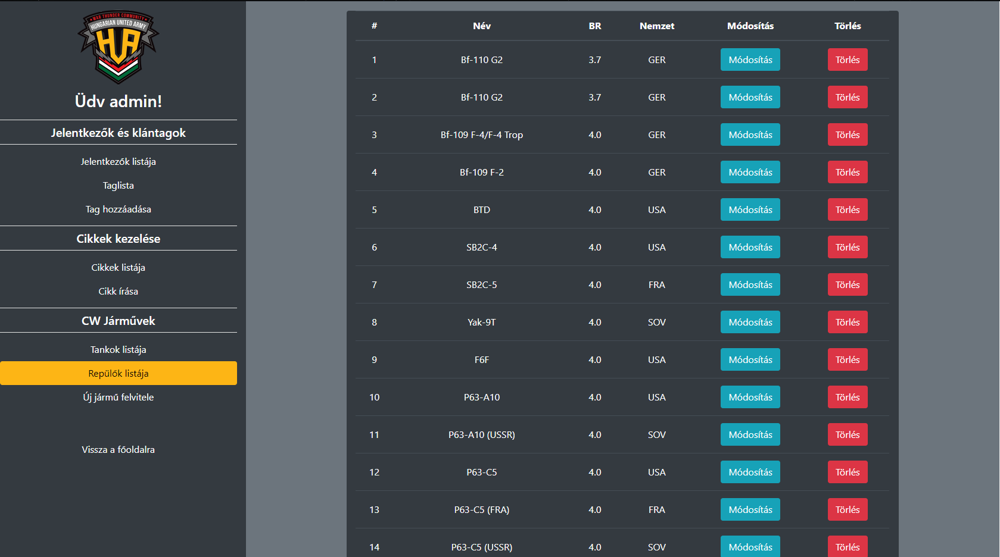 WAR THUNDER COMMUNITY
HUNGARIAN UNITED ARMY
HUA
Üdv admin!
Jelentkezők és klántagok
Jelentkezők listája
Taglista
Tag hozzáadása
Cikkek kezelése
Cikkek listája
Cikk írása
CW Járművek
Tankok listája
Repülők listája
Új jármű felvitele
Vissza a főoldalra
# Név BR Nemzet Módosítás Törlés
1 Bf-110 G2 3.7 GER Módosítás Törlés
2 Bf-110 G2 3.7 GER Módosítás Törlés
3 Bf-109 F-4/F-4 Trop 4.0 GER Módosítás Törlés
4 Bf-109 F-2 4.0 GER Módosítás Törlés
5 BTD 4.0 USA Módosítás Törlés
6 SB2C-4 4.0 USA Módosítás Törlés
7 SB2C-5 4.0 FRA Módosítás Törlés
8 Yak-9T 4.0 SOV Módosítás Törlés
9 F6F 4.0 USA Módosítás Törlés
10 P63-A10 4.0 USA Módosítás Törlés
11 P63-A10 (USSR) 4.0 SOV Módosítás Törlés
12 P63-C5 4.0 USA Módosítás Törlés
13 P63-C5 (FRA) 4.0 FRA Módosítás Törlés
14 P63-C5 (USSR) 4.0 SOV Módosítás Törlés